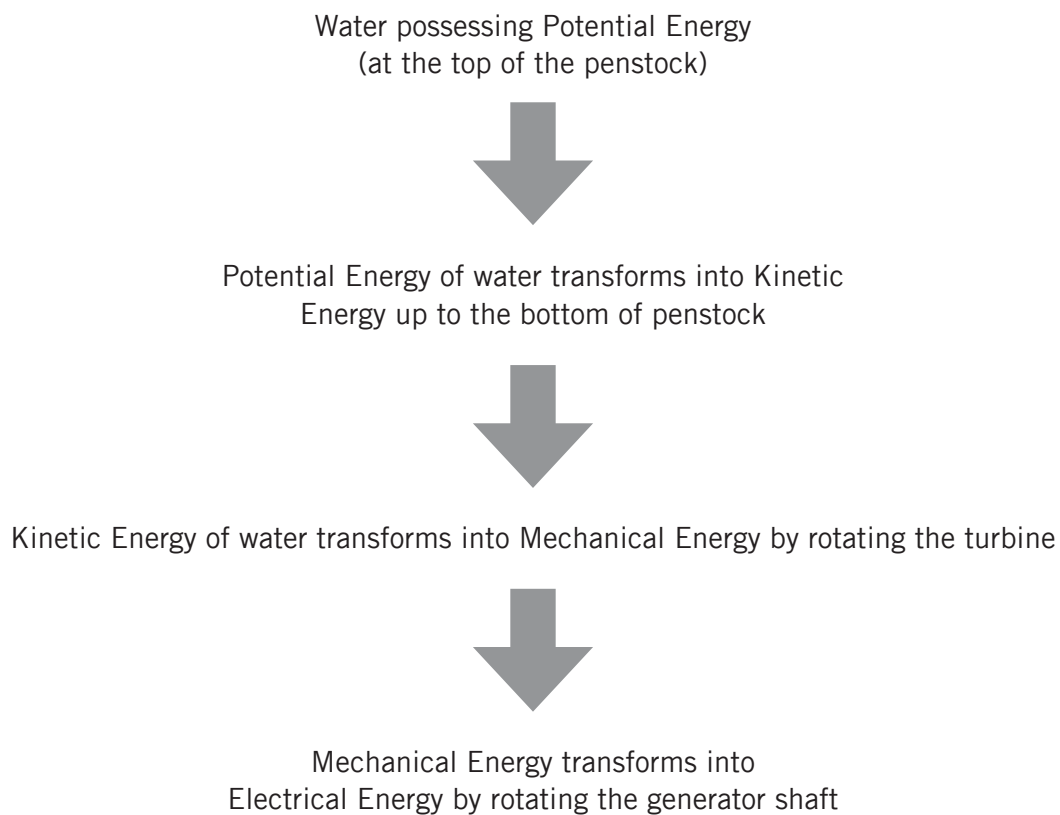 Water possessing Potential Energy
(at the top of the penstock)
Potential Energy of water transforms into Kinetic
Energy up to the bottom of penstock
Kinetic Energy of water transforms into Mechanical Energy by rotating the turbine
Mechanical Energy transforms into
Electrical Energy by rotating the generator shaft